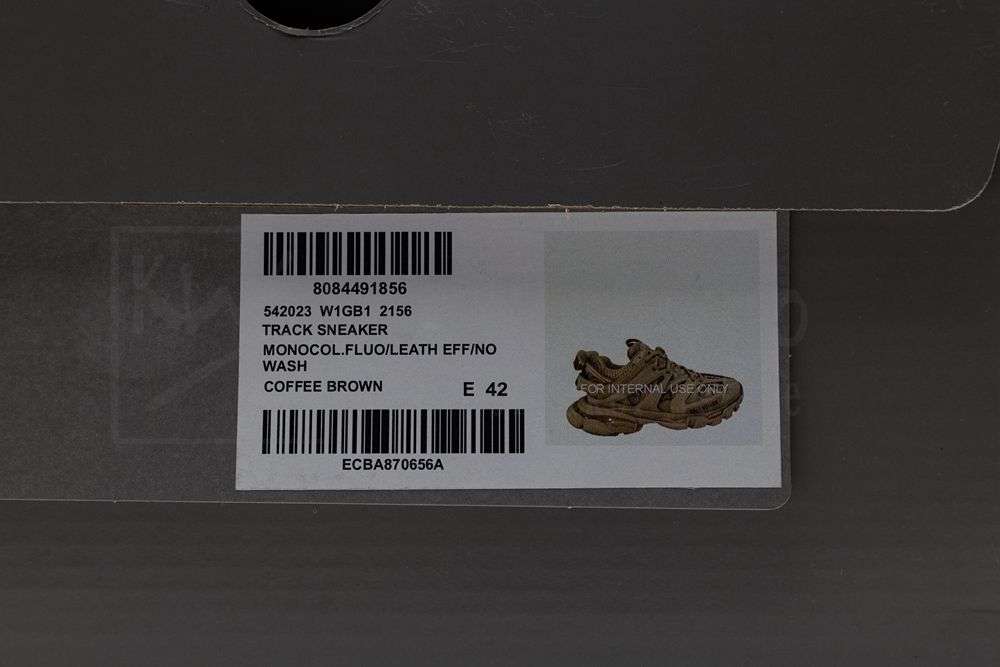 8084491856
542023 W1GB1 2156
TRACK SNEAKER
MONOCOL.FLUO/LEATH EFF/NO
WASH
COFFEE BROWN E 42
ECBA870656A
FOR INTERNAL USE ONLY